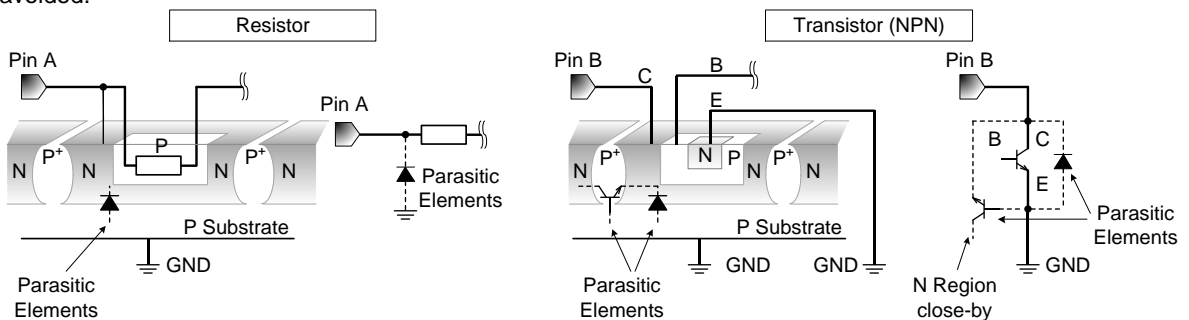 Resistor
Transistor (NPN)
Pin A
Pin A
N
P⁺
N
P
N
P⁺
N
Parasitic
Elements
P Substrate
GND
Parasitic
Elements
Pin B
C
B
E
N
P⁺
N
N
P
N
P⁺
N
P Substrate
GND
GND
Parasitic
Elements
Pin B
B
C
E
Parasitic
Elements
GND
N Region
close-by